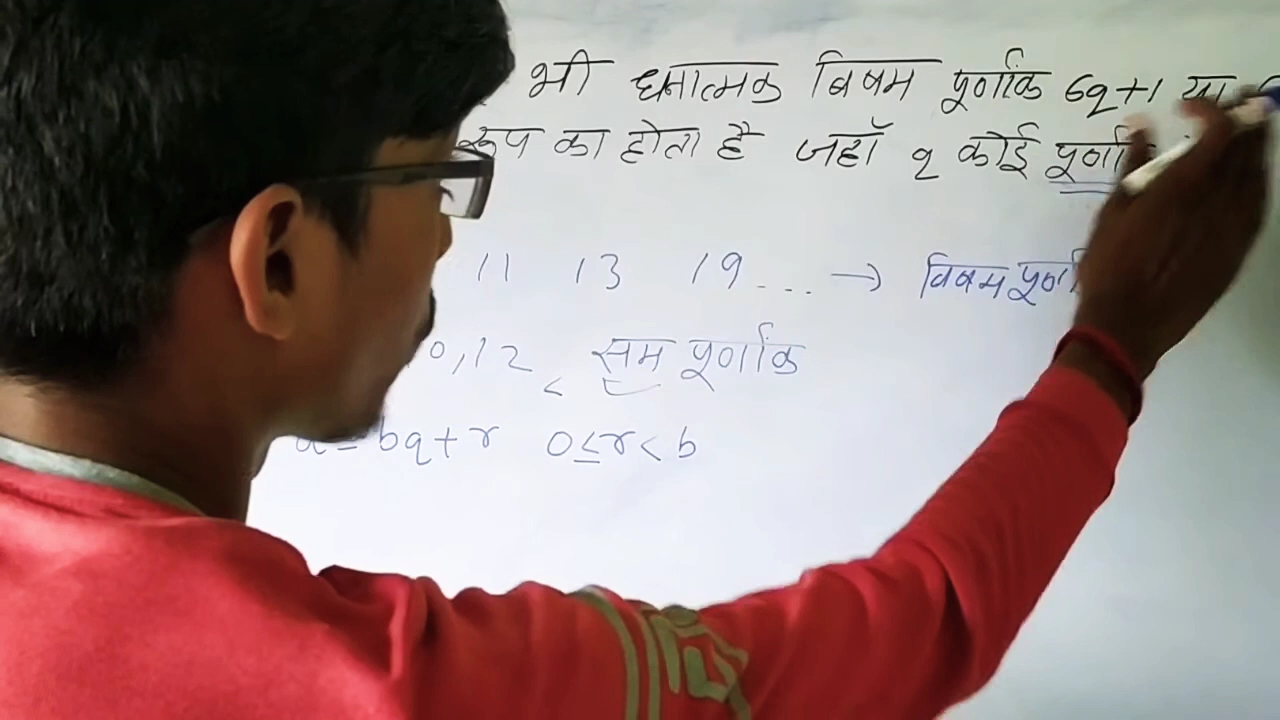 भी धनात्मक विषम पूर्णांक 6q+1 या
रूप का होता है जहाँ q कोई
11 13 19... → विषम
0,12 < सम पूर्णांक
a = bq+r 0≤r<b